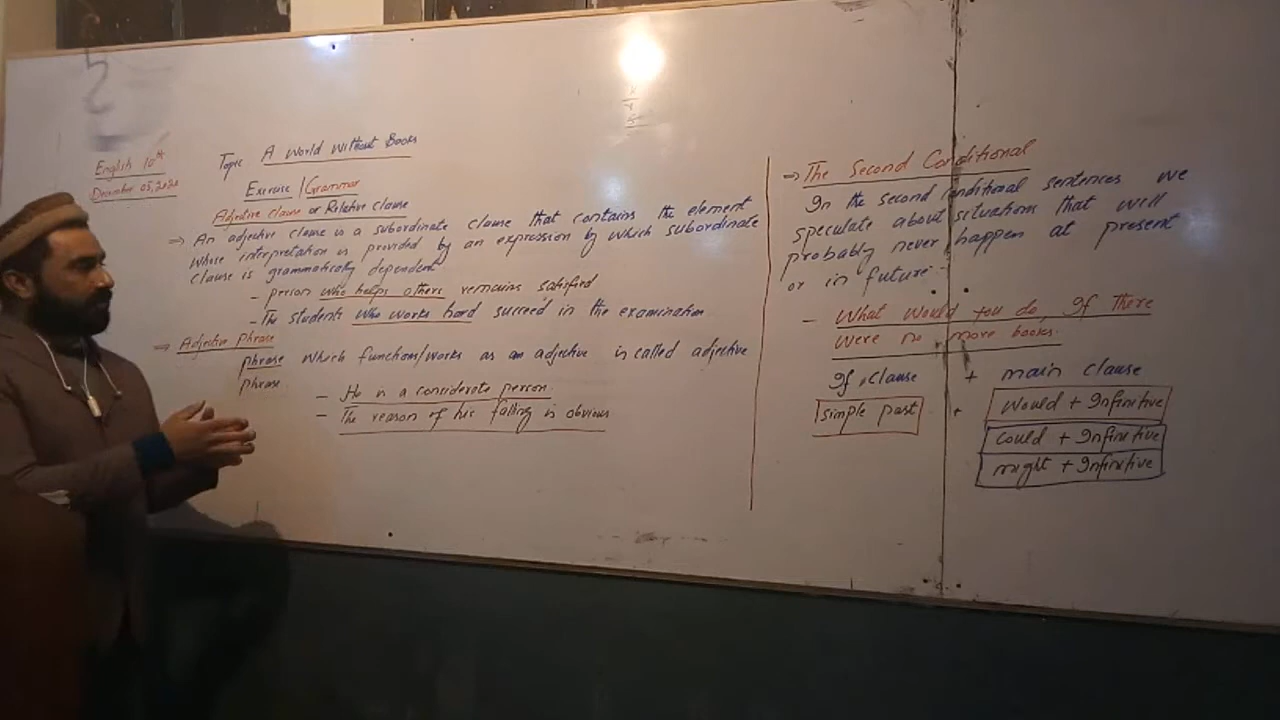 English 10th
December 05, 2020
Topic A World Without Books
Exercise / Grammar
Adjective clause or Relative clause
⇒ An adjective clause is a subordinate clause that contains the element
whose interpretation is provided by an expression by which subordinate
clause is grammatically dependent
- person who helps others remains satisfied
- The students who works hard succeed in the examination
⇒ Adjective phrase
phrase which function/works as an adjective is called adjective
phrase.
- He is a considerate person.
- The reason of his falling is obvious
⇒ The Second Conditional
In the second conditional sentences we
speculate about situations that will
probably never happen at present
or in future
- What would you do, If There
were no more books.
If, clause + main clause
simple past + would + Infinitive
could + Infinitive
might + Infinitive